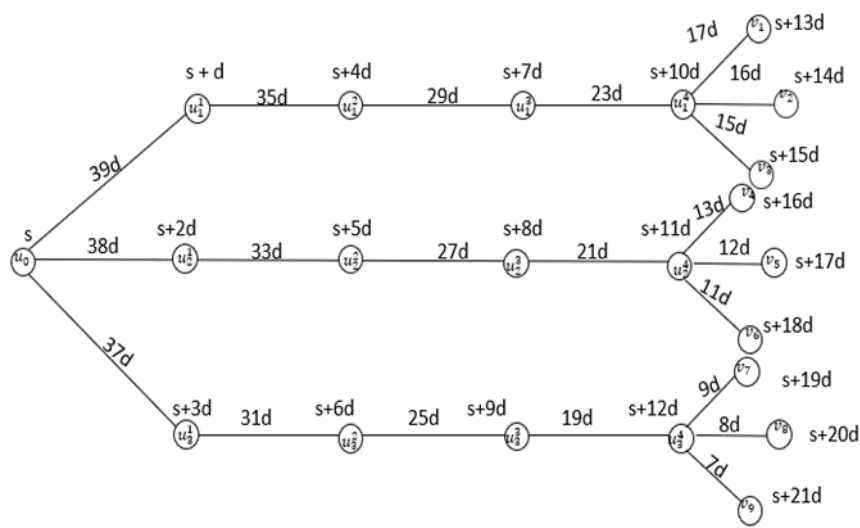 17d v₁ s+13d
s + d s+4d s+7d s+10d 16d s+14d
u₁¹ 35d u₁² 29d u₁³ 23d u₁⁴ v₂
15d
39d s+15d
v₃
s s+2d s+5d s+8d s+11d 13d v₄ s+16d
u₀ 38d u₂¹ 33d u₂² 27d u₂³ 21d u₂⁴ 12d v₅ s+17d
11d
v₆ s+18d
37d v₇ s+19d
s+3d s+6d s+9d s+12d 9d
u₃¹ 31d u₃² 25d u₃³ 19d u₃⁴ 8d v₈ s+20d
7d
v₉ s+21d